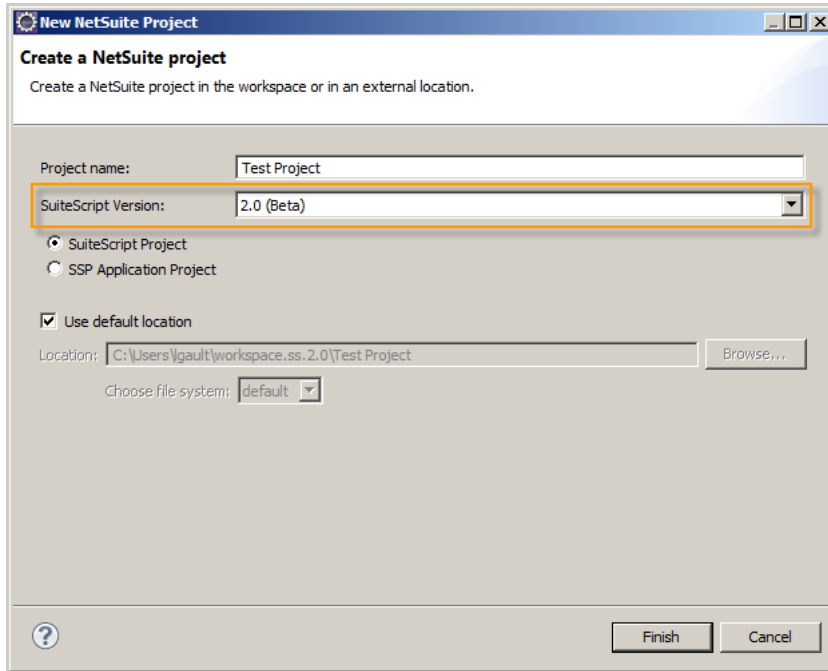 New NetSuite Project
Create a NetSuite project
Create a NetSuite project in the workspace or in an external location.
Project name: Test Project
SuiteScript Version: 2.0 (Beta)
SuiteScript Project
SSP Application Project
Use default location
Location: C:\Users\lgault\workspace.ss.2.0\Test Project Browse...
Choose file system: default
? Finish Cancel